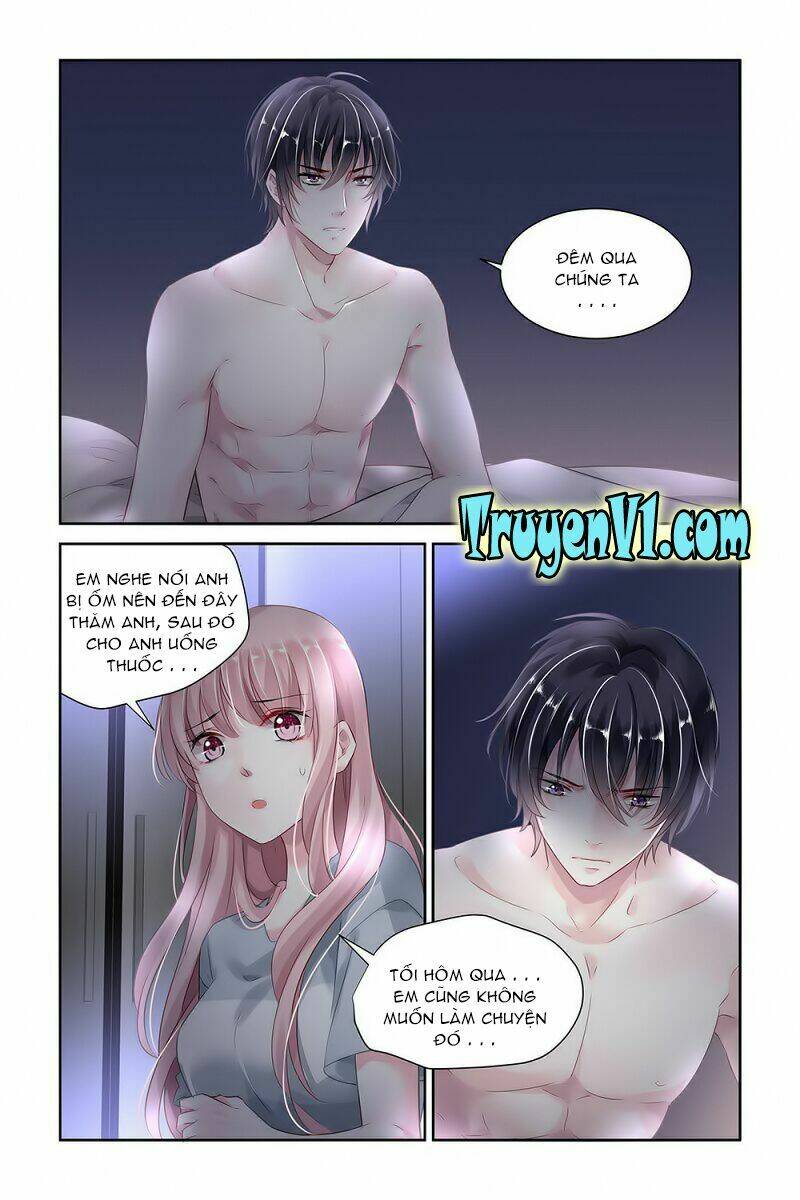 ĐÊM QUA
CHÚNG TA
. . . .
TruyenV1.com
EM NGHE NÓI ANH
BỊ ỐM NÊN ĐẾN ĐÂY
THĂM ANH, SAU ĐÓ
CHO ANH UỐNG
THUỐC . . .
TỐI HÔM QUA . . .
EM CŨNG KHÔNG
MUỐN LÀM CHUYỆN
ĐÓ . . .